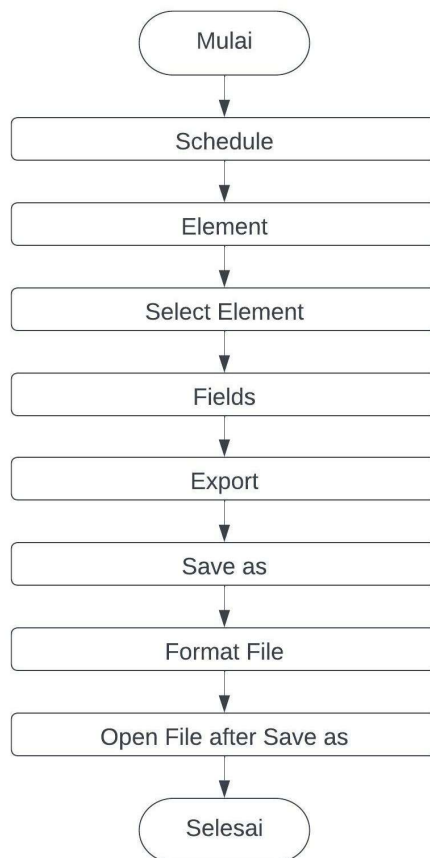 Mulai
Schedule
Element
Select Element
Fields
Export
Save as
Format File
Open File after Save as
Selesai